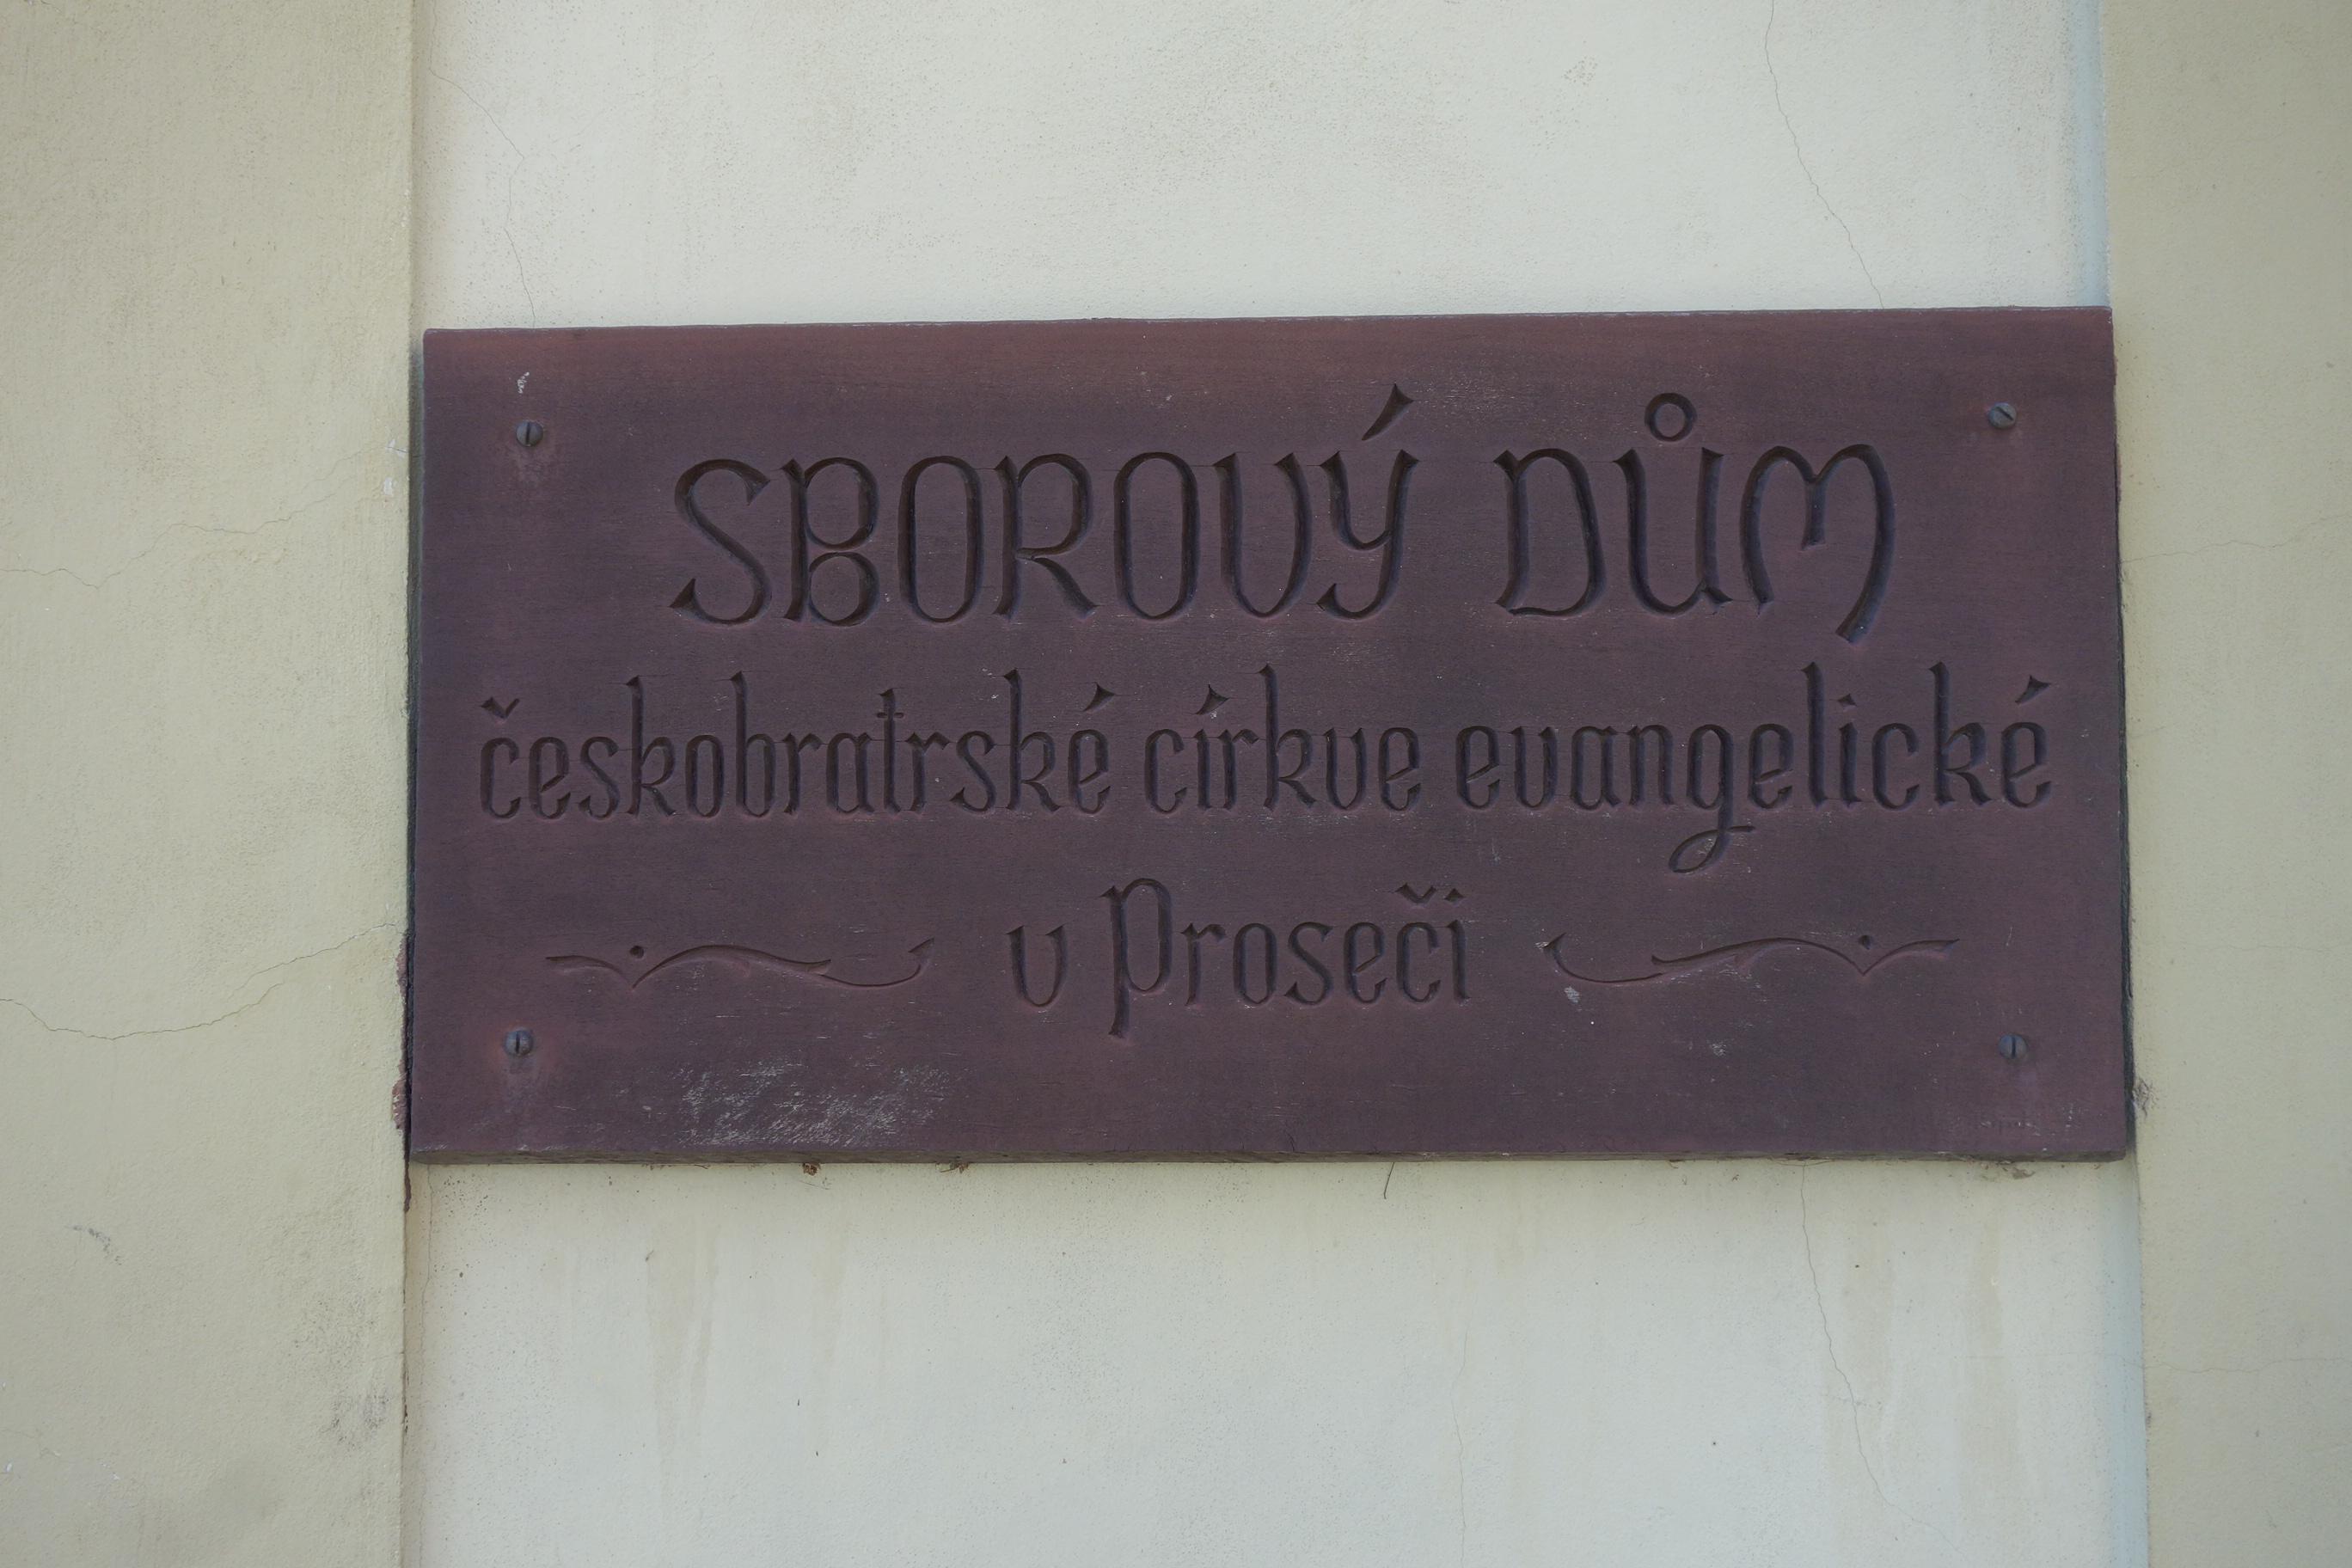 SBOROVÝ DŮM
českobratrské církve evangelické
v Proseči